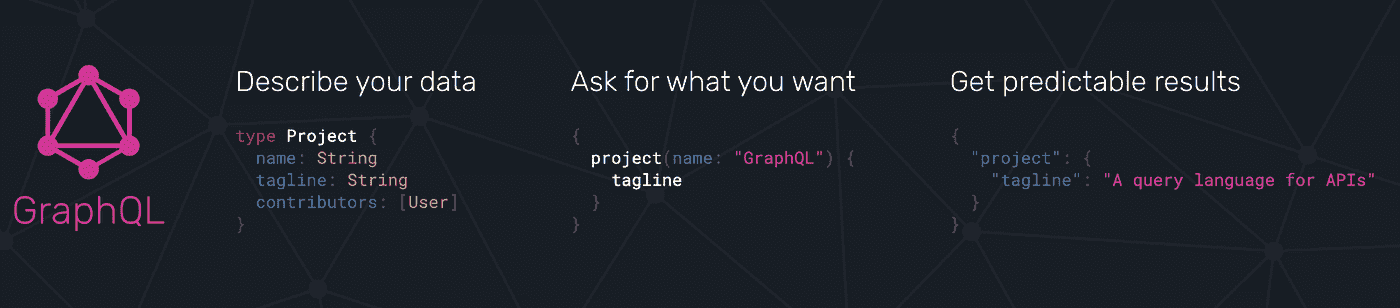 GraphQL
Describe your data
type Project {
  name: String
  tagline: String
  contributors: [User]
}
Ask for what you want
{
  project(name: "GraphQL") {
    tagline
  }
}
Get predictable results
{
  "project": {
    "tagline": "A query language for APIs"
  }
}